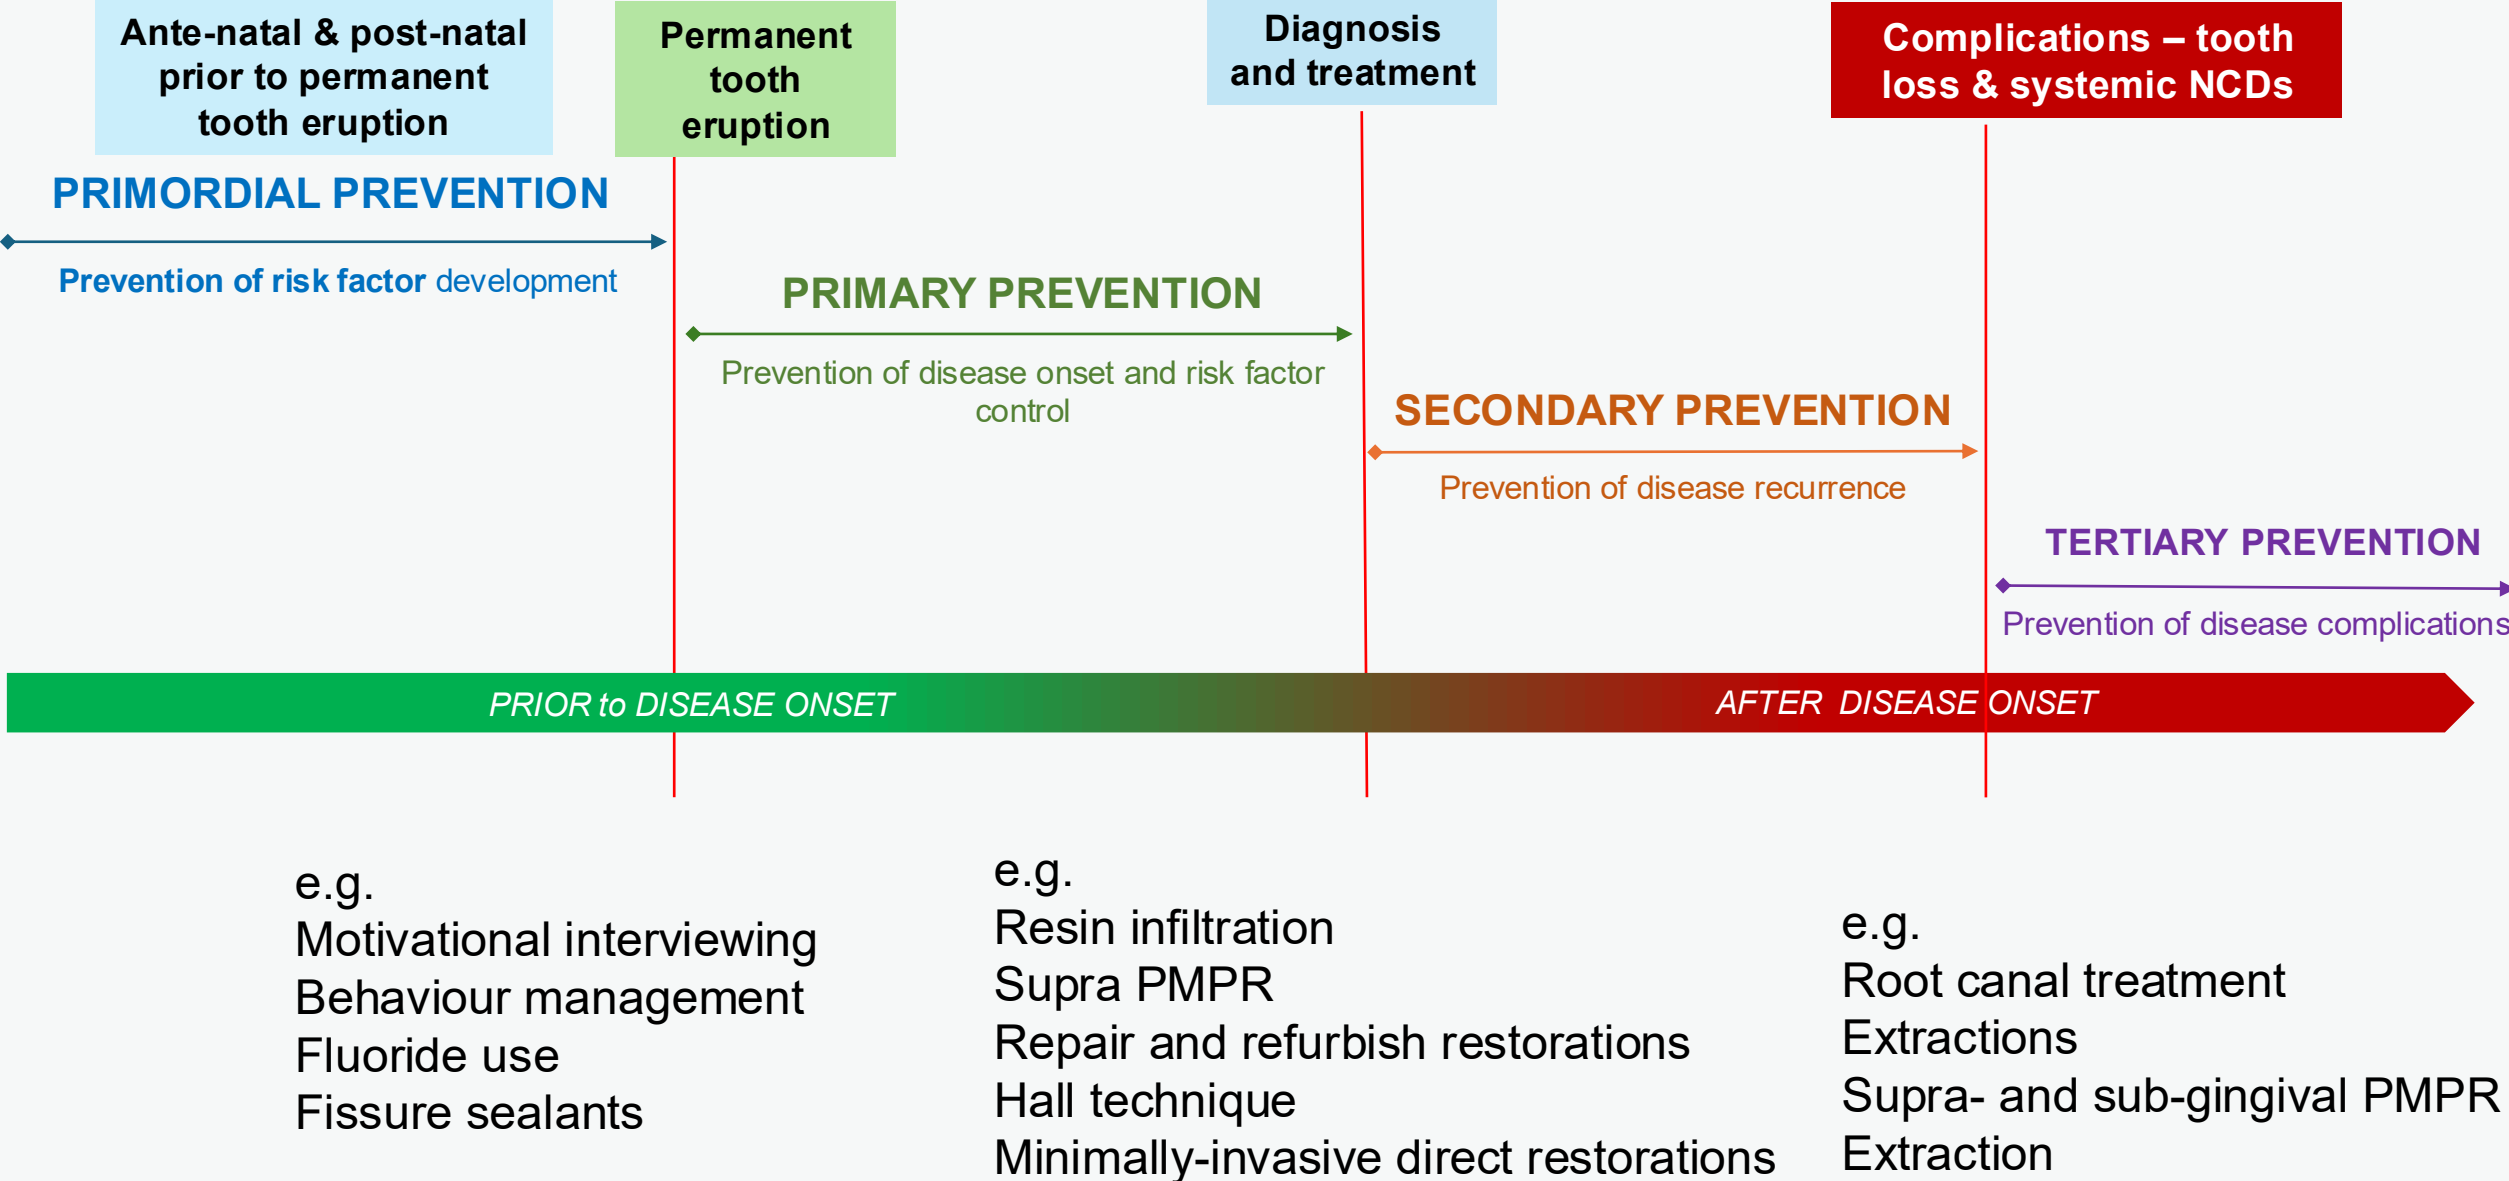 Ante-natal & post-natal
prior to permanent
tooth eruption
Permanent
tooth
eruption
Diagnosis
and treatment
Complications – tooth
loss & systemic NCDs
PRIMORDIAL PREVENTION
Prevention of risk factor development
PRIMARY PREVENTION
Prevention of disease onset and risk factor
control
SECONDARY PREVENTION
Prevention of disease recurrence
TERTIARY PREVENTION
Prevention of disease complications
PRIOR to DISEASE ONSET
AFTER DISEASE ONSET
e.g.
Motivational interviewing
Behaviour management
Fluoride use
Fissure sealants
e.g.
Resin infiltration
Supra PMPR
Repair and refurbish restorations
Hall technique
Minimally-invasive direct restorations
e.g.
Root canal treatment
Extractions
Supra- and sub-gingival PMPR
Extraction